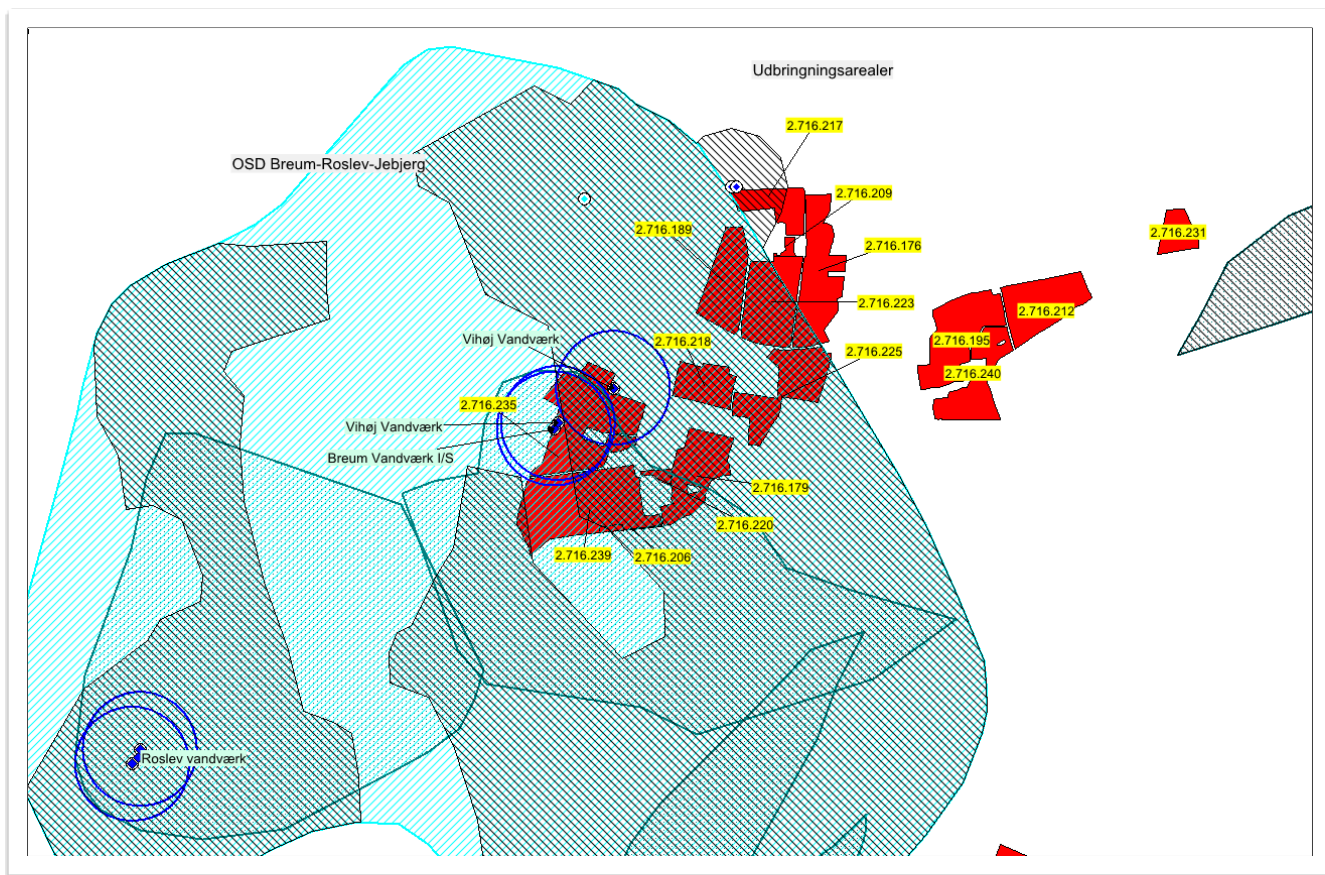 Udbringningsarealer
2.716.217
OSD Breum-Roslev-Jebjerg
2.716.209
2.716.189
2.716.231
2.716.176
2.716.223
2.716.212
Vihøj Vandværk
2.716.218
2.716.195
2.716.225
2.716.240
2.716.235
Vihøj Vandværk
Breum Vandværk I/S
2.716.179
2.716.220
2.716.239
2.716.206
Roslev vandværk